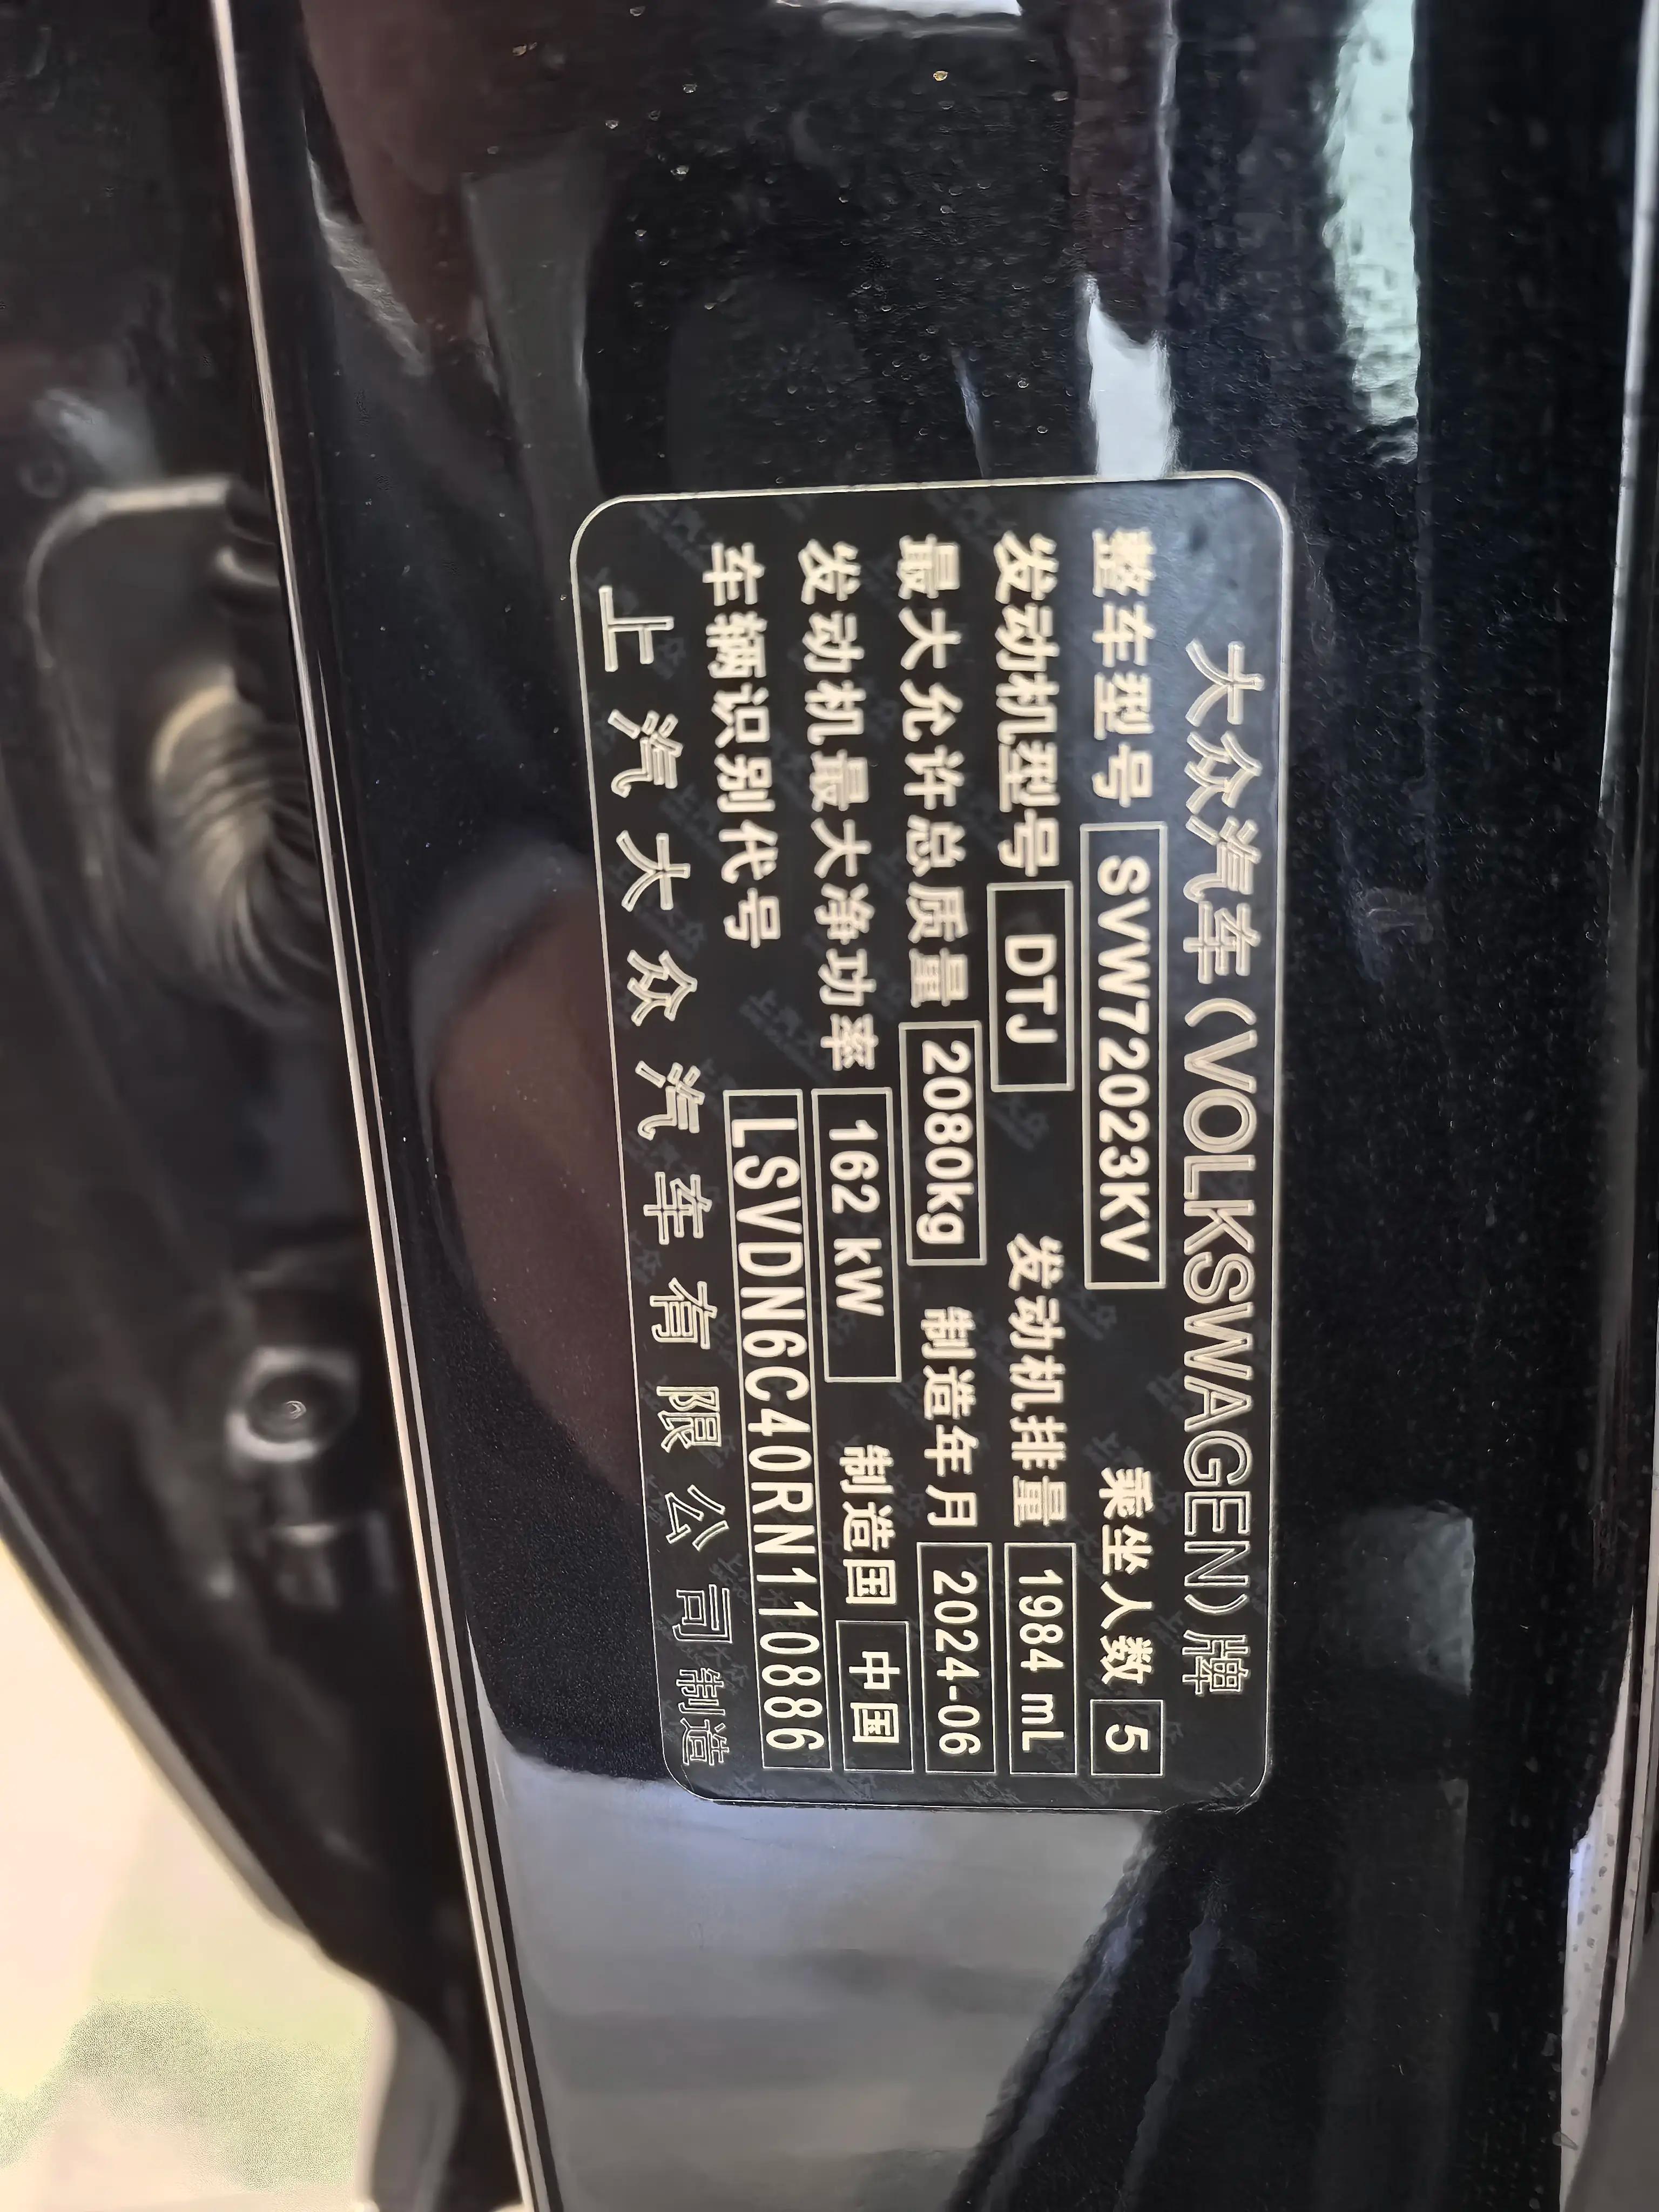 大众汽车(VOLKSWAGEN)牌
整车型号 SVW72023KV 乘坐人数 5
发动机型号 DTJ 发动机排量 1984 mL
最大允许总质量 2080kg 制造年月 2024-06
发动机最大净功率 162 kW 制造国 中国
车辆识别代号 LSVDN6C40RN110886
上汽大众汽车有限公司制造